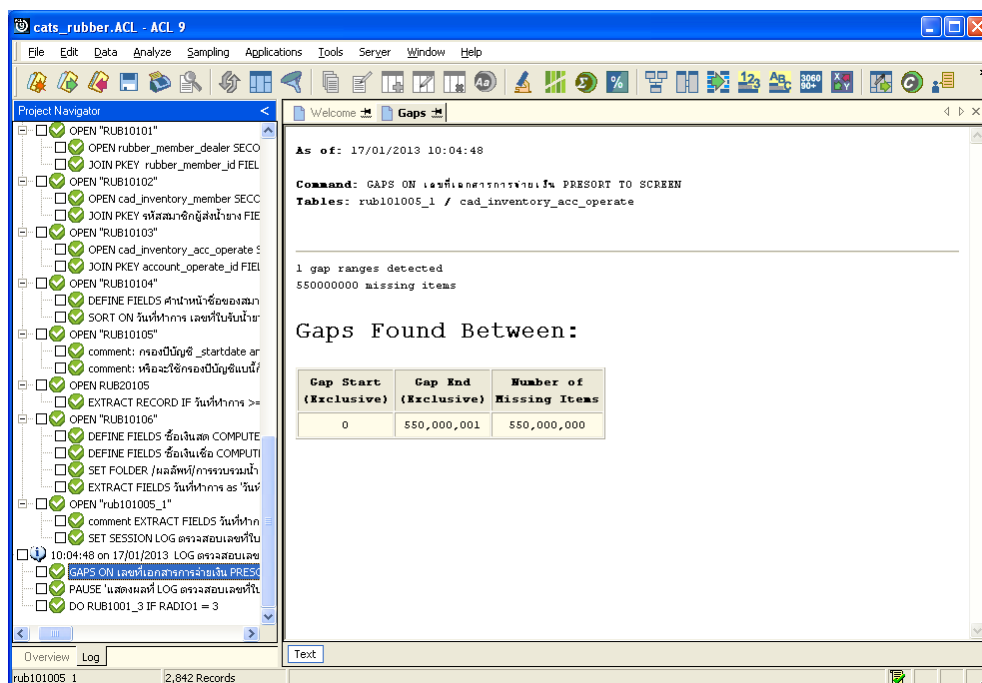 cats_rubber.ACL - ACL 9
File Edit Data Analyze Sampling Applications Tools Server Window Help
Project Navigator <
OPEN "RUB10101"
OPEN rubber_member_dealer SECO
JOIN PKEY rubber_member_id FIEL
OPEN "RUB10102"
OPEN cad_inventory_member SECC
JOIN PKEY รหัสสมาชิกผู้ส่งน้ำยาง FIE
OPEN "RUB10103"
OPEN cad_inventory_acc_operate S
JOIN PKEY account_operate_id FIEL
OPEN "RUB10104"
DEFINE FIELDS คำนำหน้าชื่อของสมา
SORT ON วันที่ทำการ เลขที่ใบรับน้ำยา
OPEN "RUB10105"
comment: กรองปีบัญชี _startdate ar
comment: หรือจะใช้กรองปีบัญชีแบบนี้ก็
OPEN RUB20105
EXTRACT RECORD IF วันที่ทำการ >=
OPEN "RUB10106"
DEFINE FIELDS ซื้อเงินสด COMPUTE
DEFINE FIELDS ซื้อเงินเชื่อ COMPUTI
SET FOLDER /ผลลัพท์/การรวบรวมน้ำ
EXTRACT FIELDS วันที่ทำการ as 'วันท์
OPEN "rub101005_1"
comment EXTRACT FIELDS วันที่ทำก
SET SESSION LOG ตรวจสอบเลขที่ใบ
10:04:48 on 17/01/2013 LOG ตรวจสอบเลข
GAPS ON เลขที่เอกสารการจ่ายเงิน PRESO
PAUSE 'แสดงผลที่ LOG ตรวจสอบเลขที่ใบ
DO RUB1001_3 IF RADIO1 = 3
Overview Log
Welcome Gaps
As of: 17/01/2013 10:04:48
Command: GAPS ON เลขที่เอกสารการจ่ายเงิน PRESORT TO SCREEN
Tables: rub101005_1 / cad_inventory_acc_operate
1 gap ranges detected
550000000 missing items
Gaps Found Between:
Gap Start Gap End Number of
(Exclusive) (Exclusive) Missing Items
0 550,000,001 550,000,000
Text
rub101005_1 2,842 Records